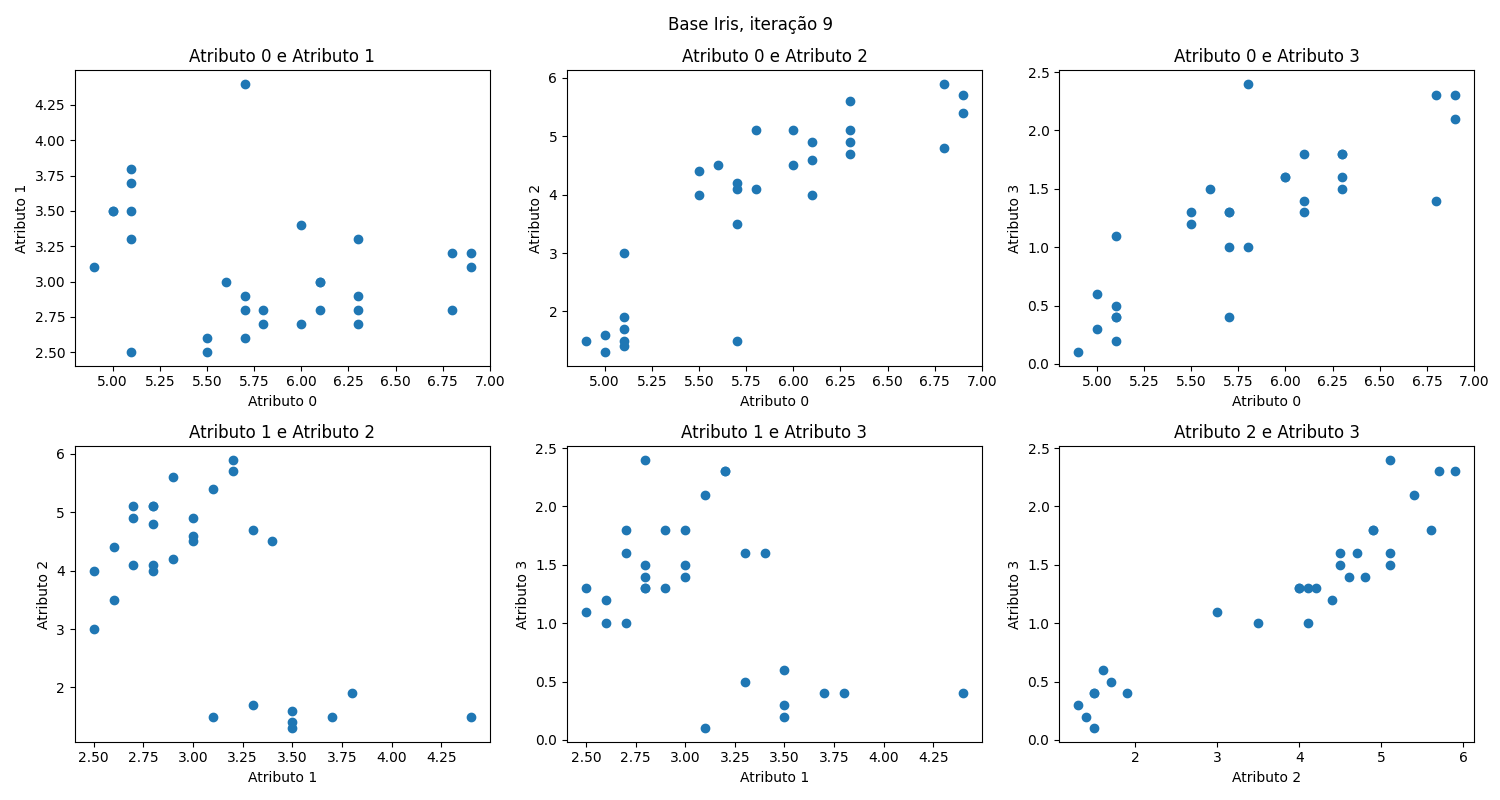 Base Iris, iteração 9
Atributo 0 e Atributo 1
Atributo 1
4.25
4.00
3.75
3.50
3.25
3.00
2.75
2.50
5.00 5.25 5.50 5.75 6.00 6.25 6.50 6.75 7.00
Atributo 0
Atributo 0 e Atributo 2
Atributo 2
6
5
4
3
2
5.00 5.25 5.50 5.75 6.00 6.25 6.50 6.75 7.00
Atributo 0
Atributo 0 e Atributo 3
Atributo 3
2.5
2.0
1.5
1.0
0.5
0.0
5.00 5.25 5.50 5.75 6.00 6.25 6.50 6.75 7.00
Atributo 0
Atributo 1 e Atributo 2
Atributo 2
6
5
4
3
2
2.50 2.75 3.00 3.25 3.50 3.75 4.00 4.25
Atributo 1
Atributo 1 e Atributo 3
Atributo 3
2.5
2.0
1.5
1.0
0.5
0.0
2.50 2.75 3.00 3.25 3.50 3.75 4.00 4.25
Atributo 1
Atributo 2 e Atributo 3
Atributo 3
2.5
2.0
1.5
1.0
0.5
0.0
2 3 4 5 6
Atributo 2